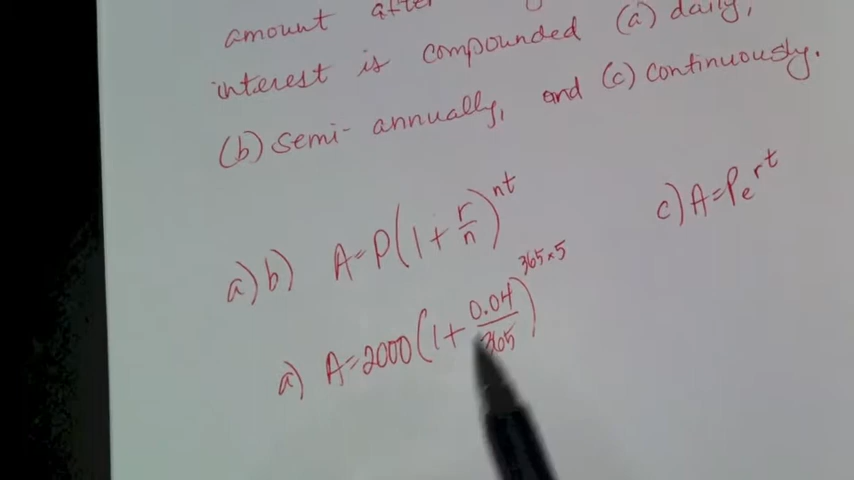 amount after
interest is compounded (a) daily,
(b) semi-annually, and (c) continuously.
a) b) A=P(1+r/n)^nt
c) A=Pe^rt
a) A=2000(1+0.04/365)^365×5